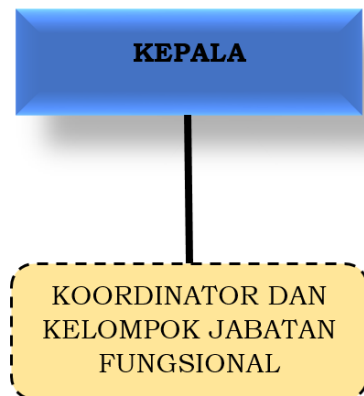 KEPALA
KOORDINATOR DAN
KELOMPOK JABATAN
FUNGSIONAL